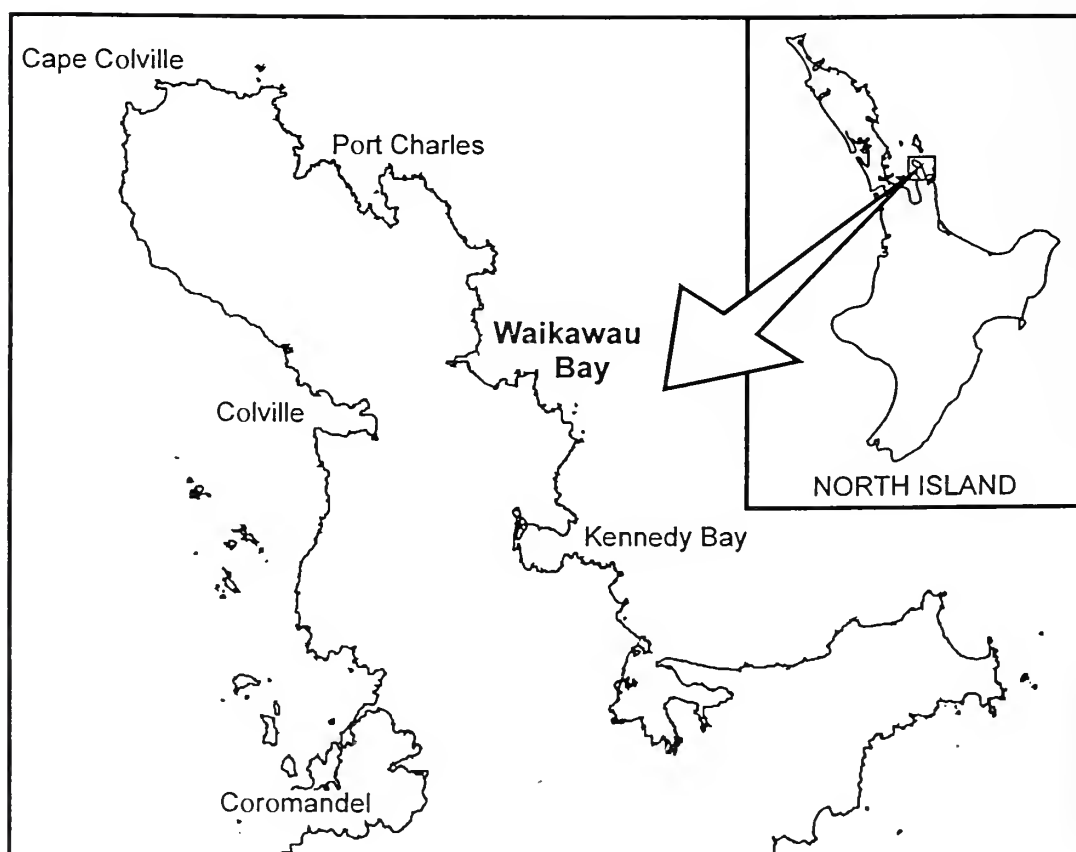 Cape Colville
Port Charles
Waikawau
Bay
Colville
NORTH ISLAND
Kennedy Bay
Coromandel